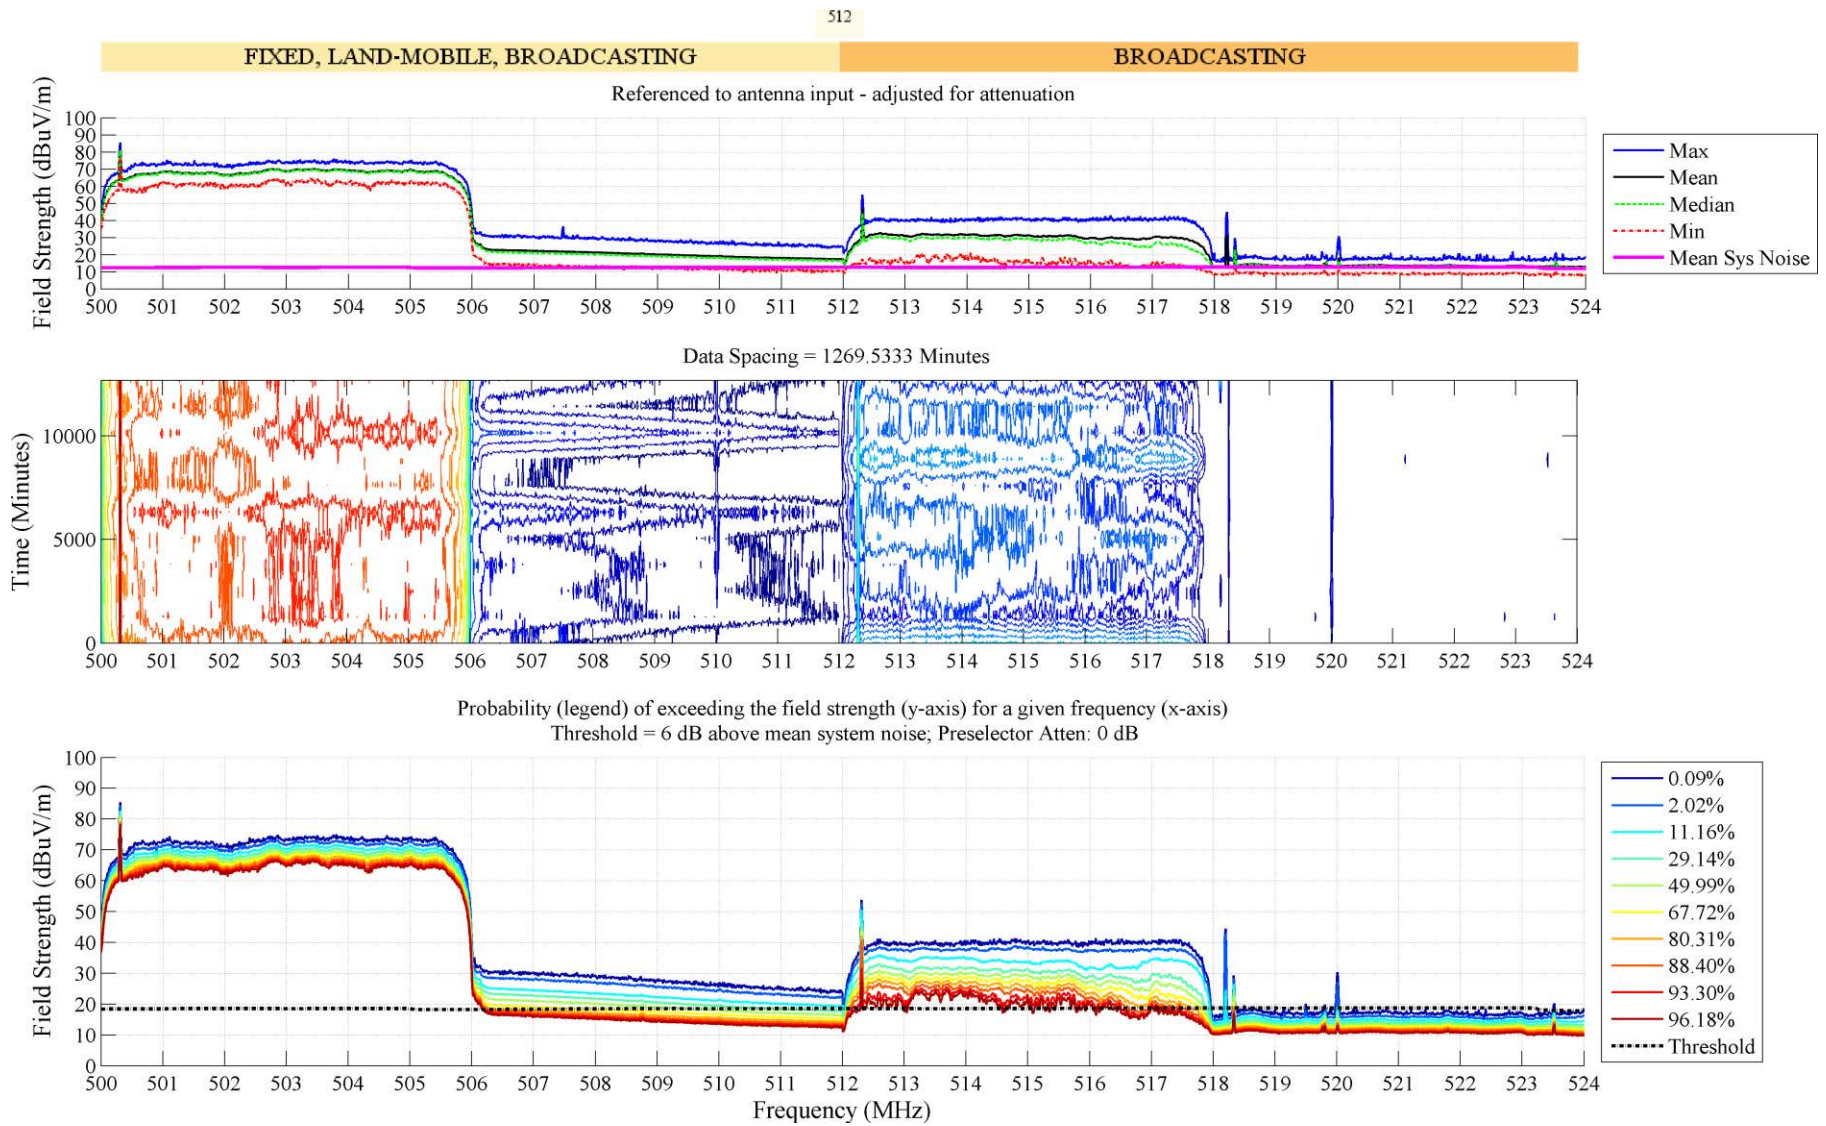 512
FIXED, LAND-MOBILE, BROADCASTING BROADCASTING
Referenced to antenna input - adjusted for attenuation
Field Strength (dBuV/m)
100
90
80
70
60
50
40
30
20
10
0
500 501 502 503 504 505 506 507 508 509 510 511 512 513 514 515 516 517 518 519 520 521 522 523 524
Max
Mean
Median
Min
Mean Sys Noise
Data Spacing = 1269.5333 Minutes
Time (Minutes)
10000
5000
0
500 501 502 503 504 505 506 507 508 509 510 511 512 513 514 515 516 517 518 519 520 521 522 523 524
Probability (legend) of exceeding the field strength (y-axis) for a given frequency (x-axis)
Threshold = 6 dB above mean system noise; Preselector Atten: 0 dB
Field Strength (dBuV/m)
100
90
80
70
60
50
40
30
20
10
0
500 501 502 503 504 505 506 507 508 509 510 511 512 513 514 515 516 517 518 519 520 521 522 523 524
Frequency (MHz)
0.09%
2.02%
11.16%
29.14%
49.99%
67.72%
80.31%
88.40%
93.30%
96.18%
Threshold